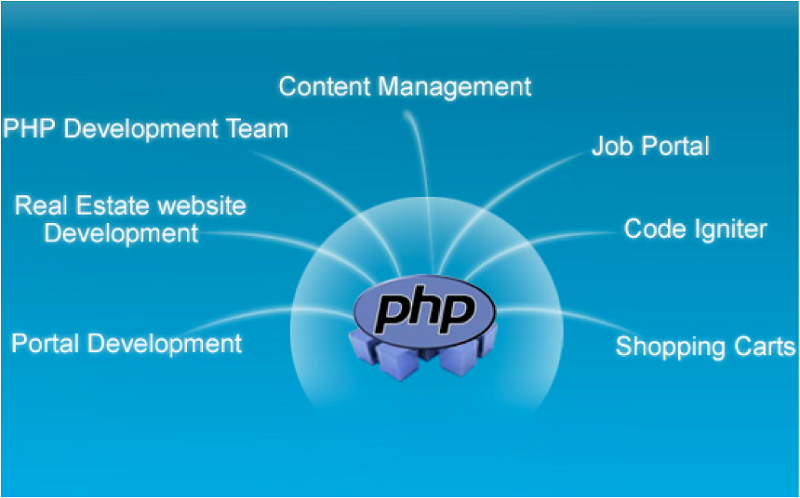 Content Management
PHP Development Team
Job Portal
Real Estate website
Development
Code Igniter
php
Portal Development
Shopping Carts